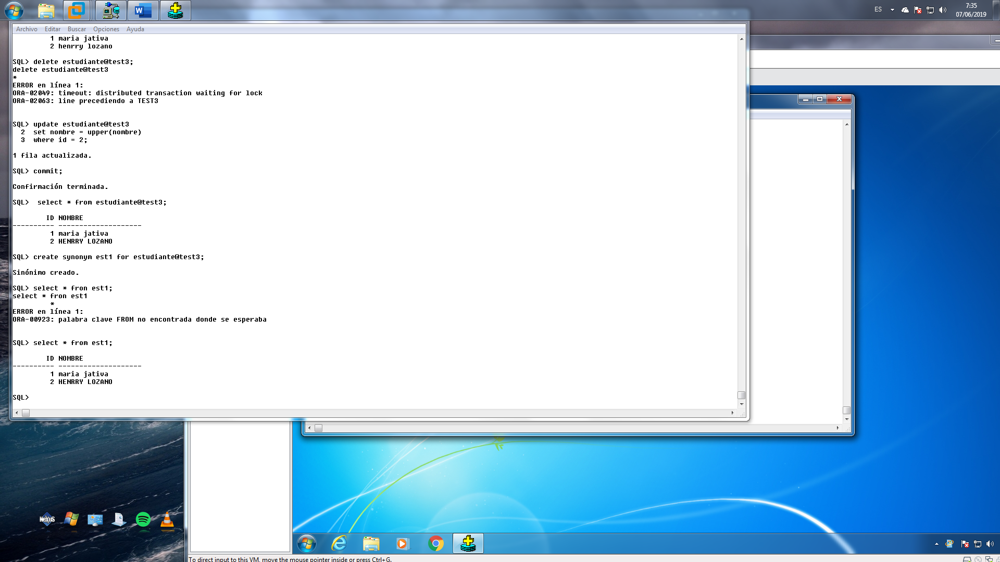 ES
7:35
07/06/2019
Archivo Editar Buscar Opciones Ayuda
1 maria jativa
2 henrry lozano
SQL> delete estudiante@test3;
delete estudiante@test3
*
ERROR en línea 1:
ORA-02049: timeout: distributed transaction waiting for lock
ORA-02063: line precediendo a TEST3
SQL> update estudiante@test3
2 set nombre = upper(nombre)
3 where id = 2;
1 fila actualizada.
SQL> commit;
Confirmación terminada.
SQL>  select * from estudiante@test3;
ID NOMBRE
---------- --------------------
1 maria jativa
2 HENRRY LOZANO
SQL> create synonym est1 for estudiante@test3;
Sinónimo creado.
SQL> select * fron est1;
select * fron est1
*
ERROR en línea 1:
ORA-00923: palabra clave FROM no encontrada donde se esperaba
SQL> select * from est1;
ID NOMBRE
---------- --------------------
1 maria jativa
2 HENRRY LOZANO
SQL>
NEXUS
To direct input to this VM, move the mouse pointer inside or press Ctrl+G.